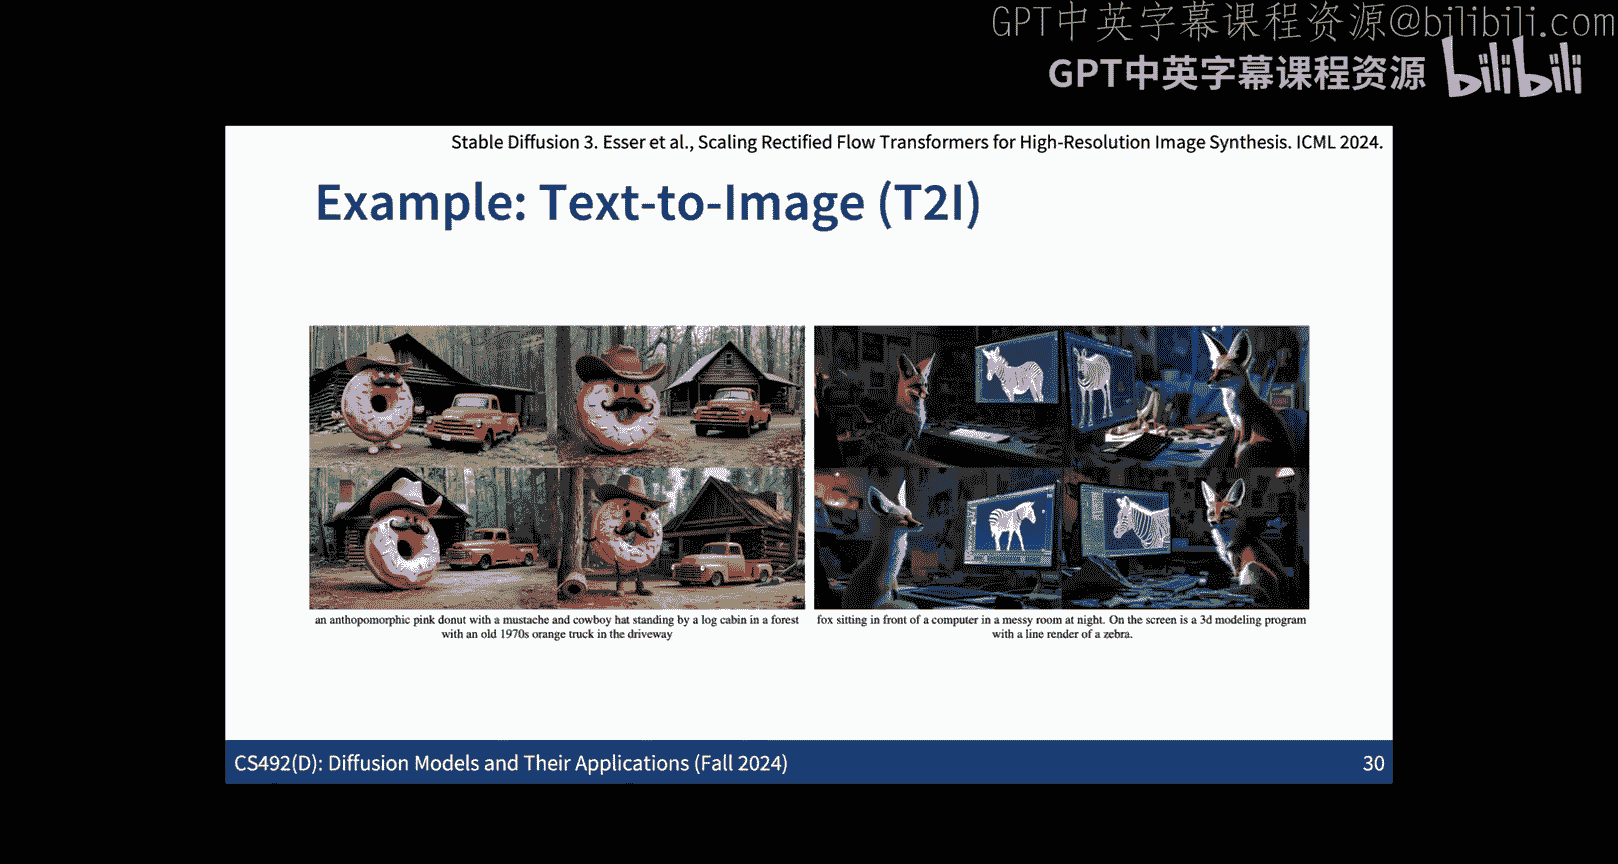 GPT中英字幕课程资源@bilibili.com
GPT中英字幕课程资源 bilibili
Stable Diffusion 3. Esser et al., Scaling Rectified Flow Transformers for High-Resolution Image Synthesis. ICML 2024.
Example: Text-to-Image (T2I)
an anthopomorphic pink donut with a mustache and cowboy hat standing by a log cabin in a forest
with an old 1970s orange truck in the driveway
fox sitting in front of a computer in a messy room at night. On the screen is a 3d modeling program
with a line render of a zebra.
CS492(D): Diffusion Models and Their Applications (Fall 2024)
30